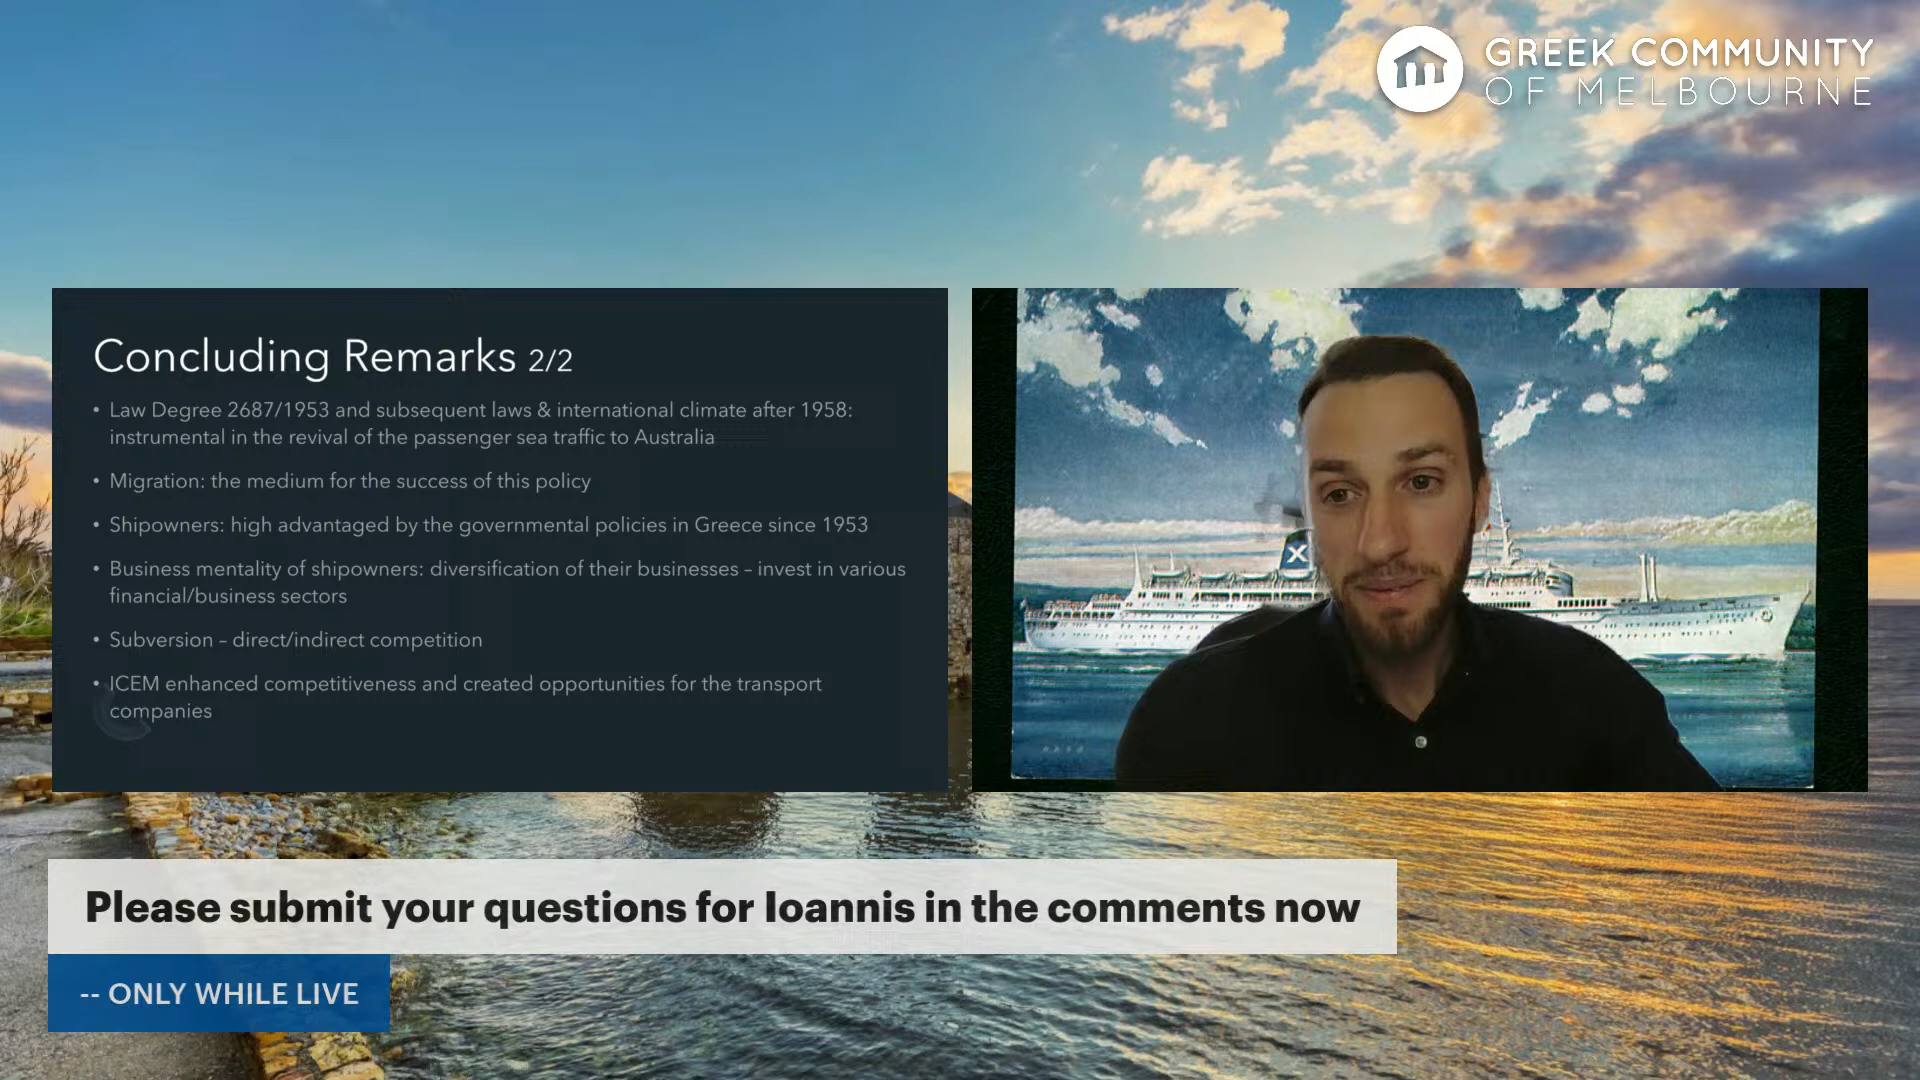 GREEK COMMUNITY
OF MELBOURNE
Concluding Remarks 2/2
• Law Degree 2687/1953 and subsequent laws & international climate after 1958:
instrumental in the revival of the passenger sea traffic to Australia
• Migration: the medium for the success of this policy
• Shipowners: high advantaged by the governmental policies in Greece since 1953
• Business mentality of shipowners: diversification of their businesses – invest in various
financial/business sectors
• Subversion – direct/indirect competition
• ICEM enhanced competitiveness and created opportunities for the transport
companies
X
Please submit your questions for Ioannis in the comments now
-- ONLY WHILE LIVE